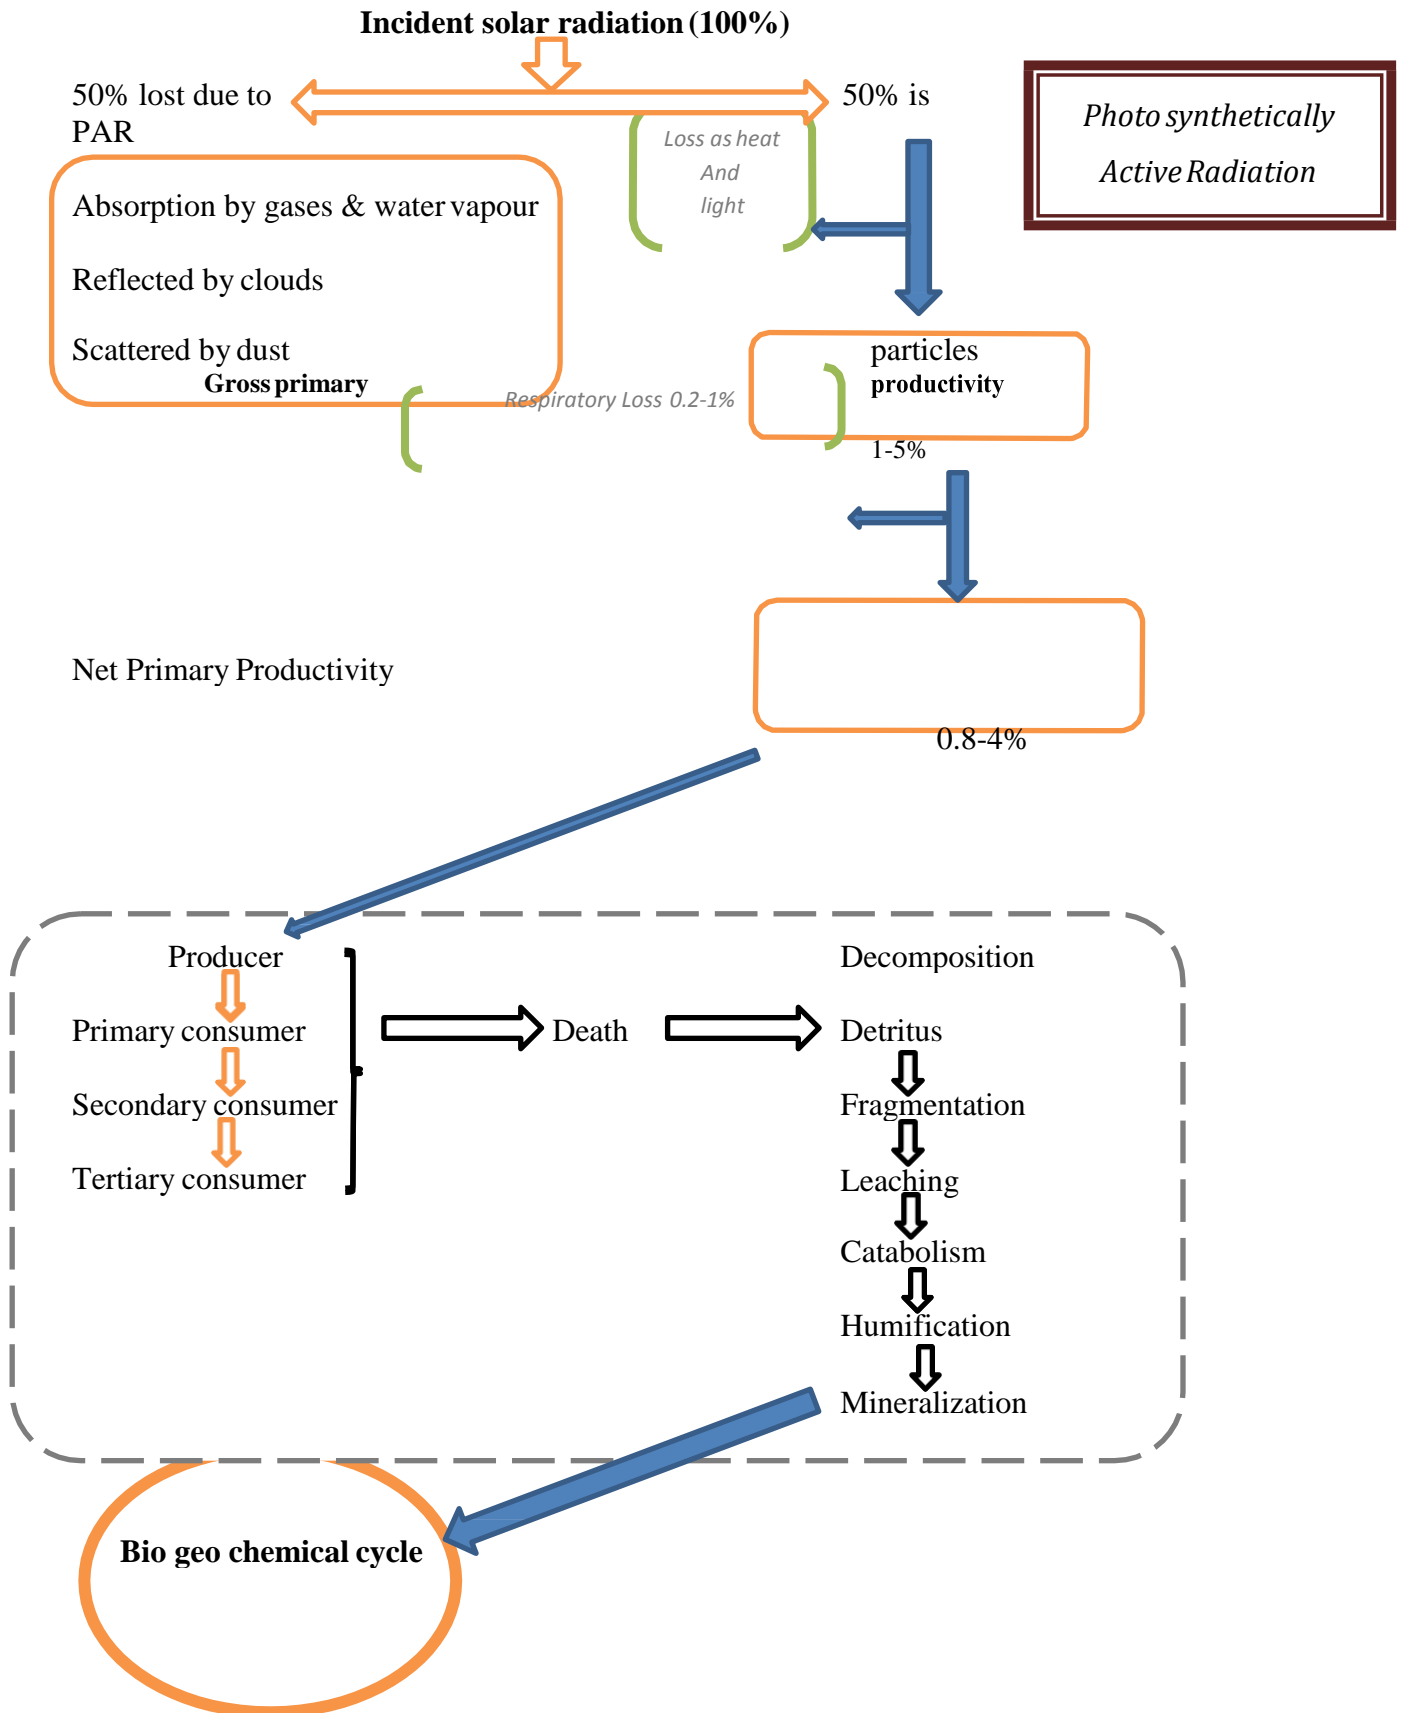 Incident solar radiation (100%)
50% lost due to
PAR
50% is
Loss as heat
And
light
Photo synthetically
Active Radiation
Absorption by gases & water vapour
Reflected by clouds
Scattered by dust
particles
Gross primary
productivity
Respiratory Loss 0.2-1%
1-5%
Net Primary Productivity
0.8-4%
Producer
Decomposition
Primary consumer
Death
Detritus
Secondary consumer
Fragmentation
Tertiary consumer
Leaching
Catabolism
Humification
Mineralization
Bio geo chemical cycle